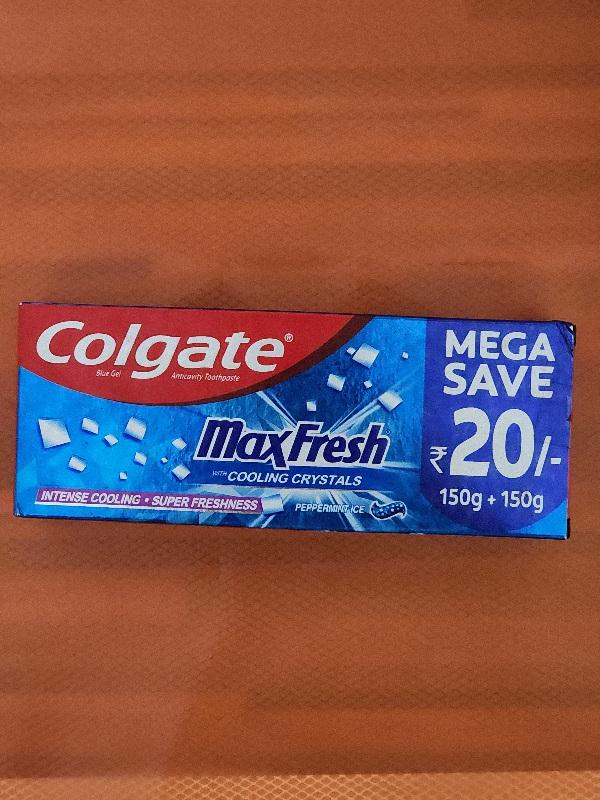 Colgate®
Blue Gel Anticavity Toothpaste
MaxFresh
WITH COOLING CRYSTALS
INTENSE COOLING • SUPER FRESHNESS
PEPPERMINT ICE
MEGA
SAVE
₹20/-
150g + 150g